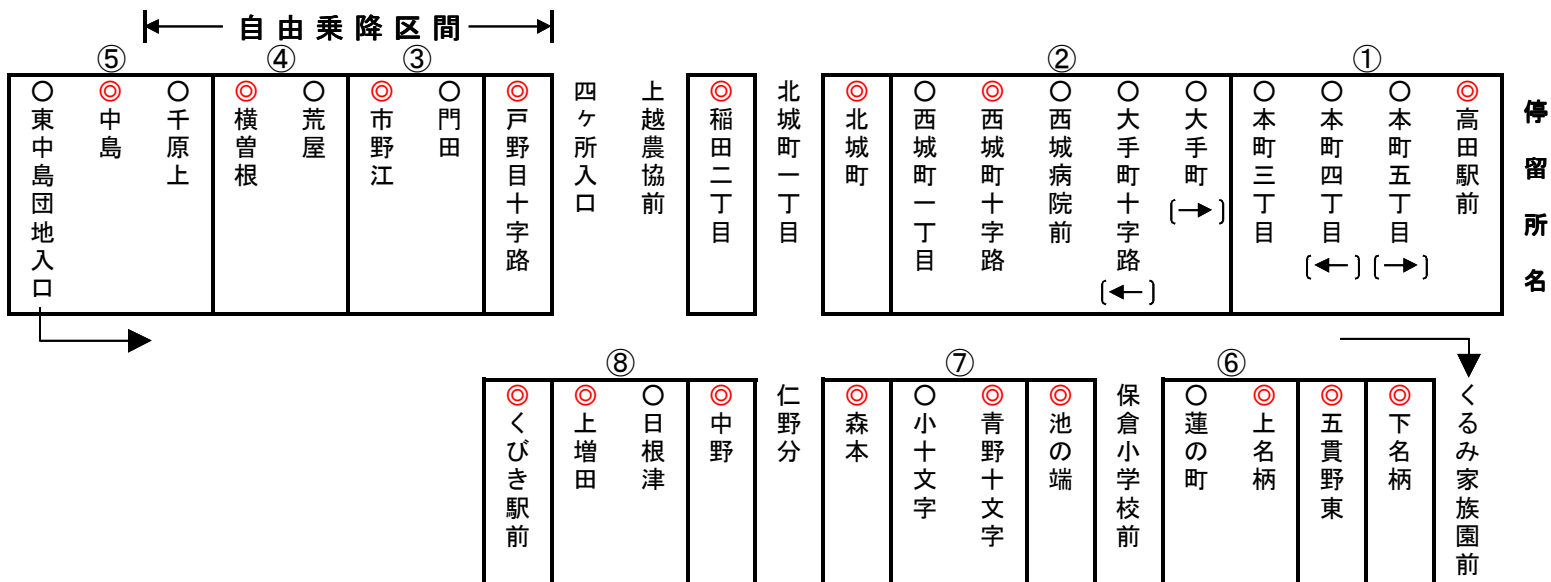 自由乗降区間
⑤ ④ ③ ② ①
停留所名
◎高田駅前
○本町五丁目(→)
○本町四丁目(←)
○本町三丁目
○大手町(→)
○大手町十字路(←)
○西城病院前
◎西城町十字路
○西城町一丁目
◎北城町
北城町一丁目
◎稲田二丁目
上越農協前
四ヶ所入口
◎戸野目十字路
○門田
◎市野江
○荒屋
◎横曽根
○千原上
◎中島
○東中島団地入口
⑧ ⑦ ⑥
くるみ家族園前
◎下名柄
◎五貫野東
◎上名柄
○蓮の町
保倉小学校前
◎池の端
◎青野十文字
○小十文字
◎森本
仁野分
◎中野
○日根津
◎上増田
◎くびき駅前